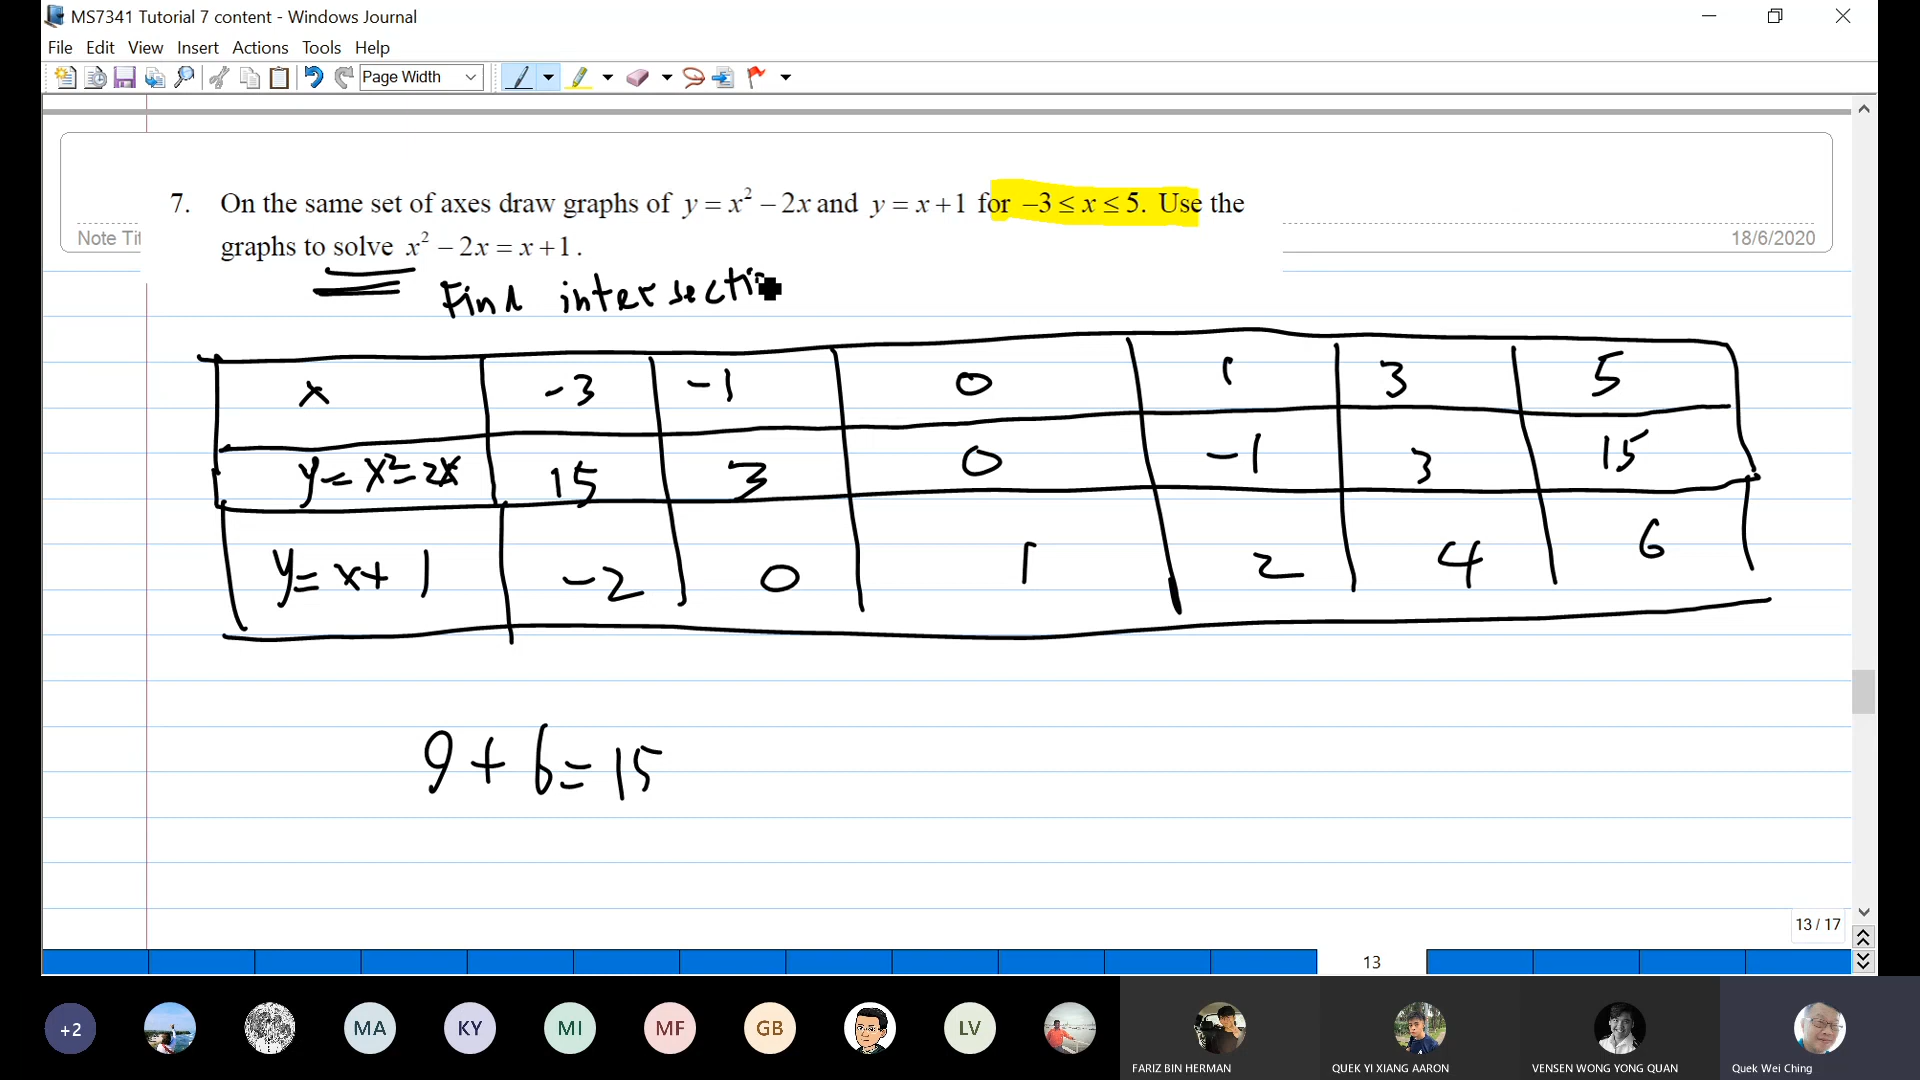 MS7341 Tutorial 7 content - Windows Journal
File Edit View Insert Actions Tools Help
Page Width
7. On the same set of axes draw graphs of y = x² − 2x and y = x + 1 for −3 ≤ x ≤ 5. Use the
graphs to solve x² − 2x = x + 1.
Note Tit
18/6/2020
Find intersecti
x -3 -1 0 1 3 5
y = x² - 2x 15 3 0 -1 3 15
y = x + 1 -2 0 1 2 4 6
9 + 6 = 15
13 / 17
13
+2 MA KY MI MF GB LV
FARIZ BIN HERMAN QUEK YI XIANG AARON VENSEN WONG YONG QUAN Quek Wei Ching